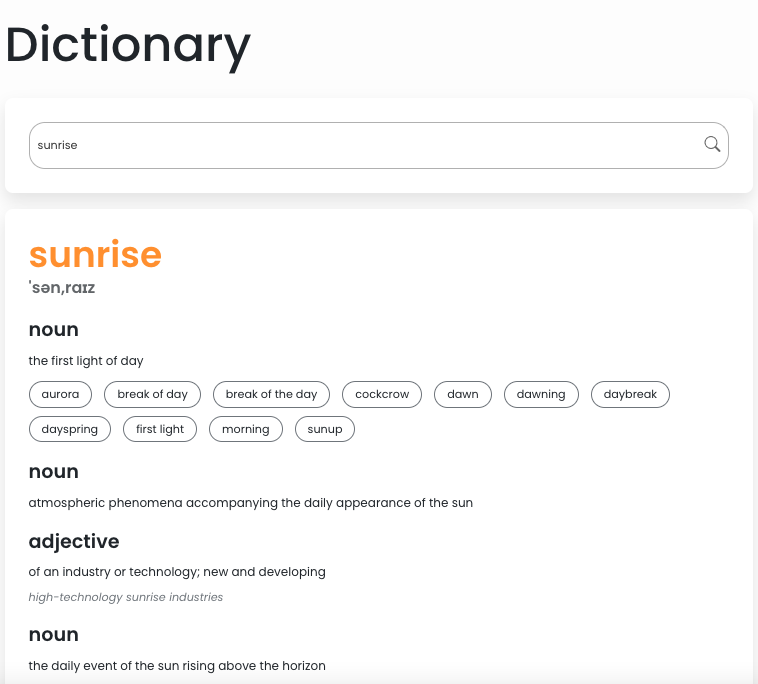 Dictionary
sunrise
sunrise
ˈsən,raɪz
noun
the first light of day
aurora break of day break of the day cockcrow dawn dawning daybreak
dayspring first light morning sunup
noun
atmospheric phenomena accompanying the daily appearance of the sun
adjective
of an industry or technology; new and developing
high-technology sunrise industries
noun
the daily event of the sun rising above the horizon